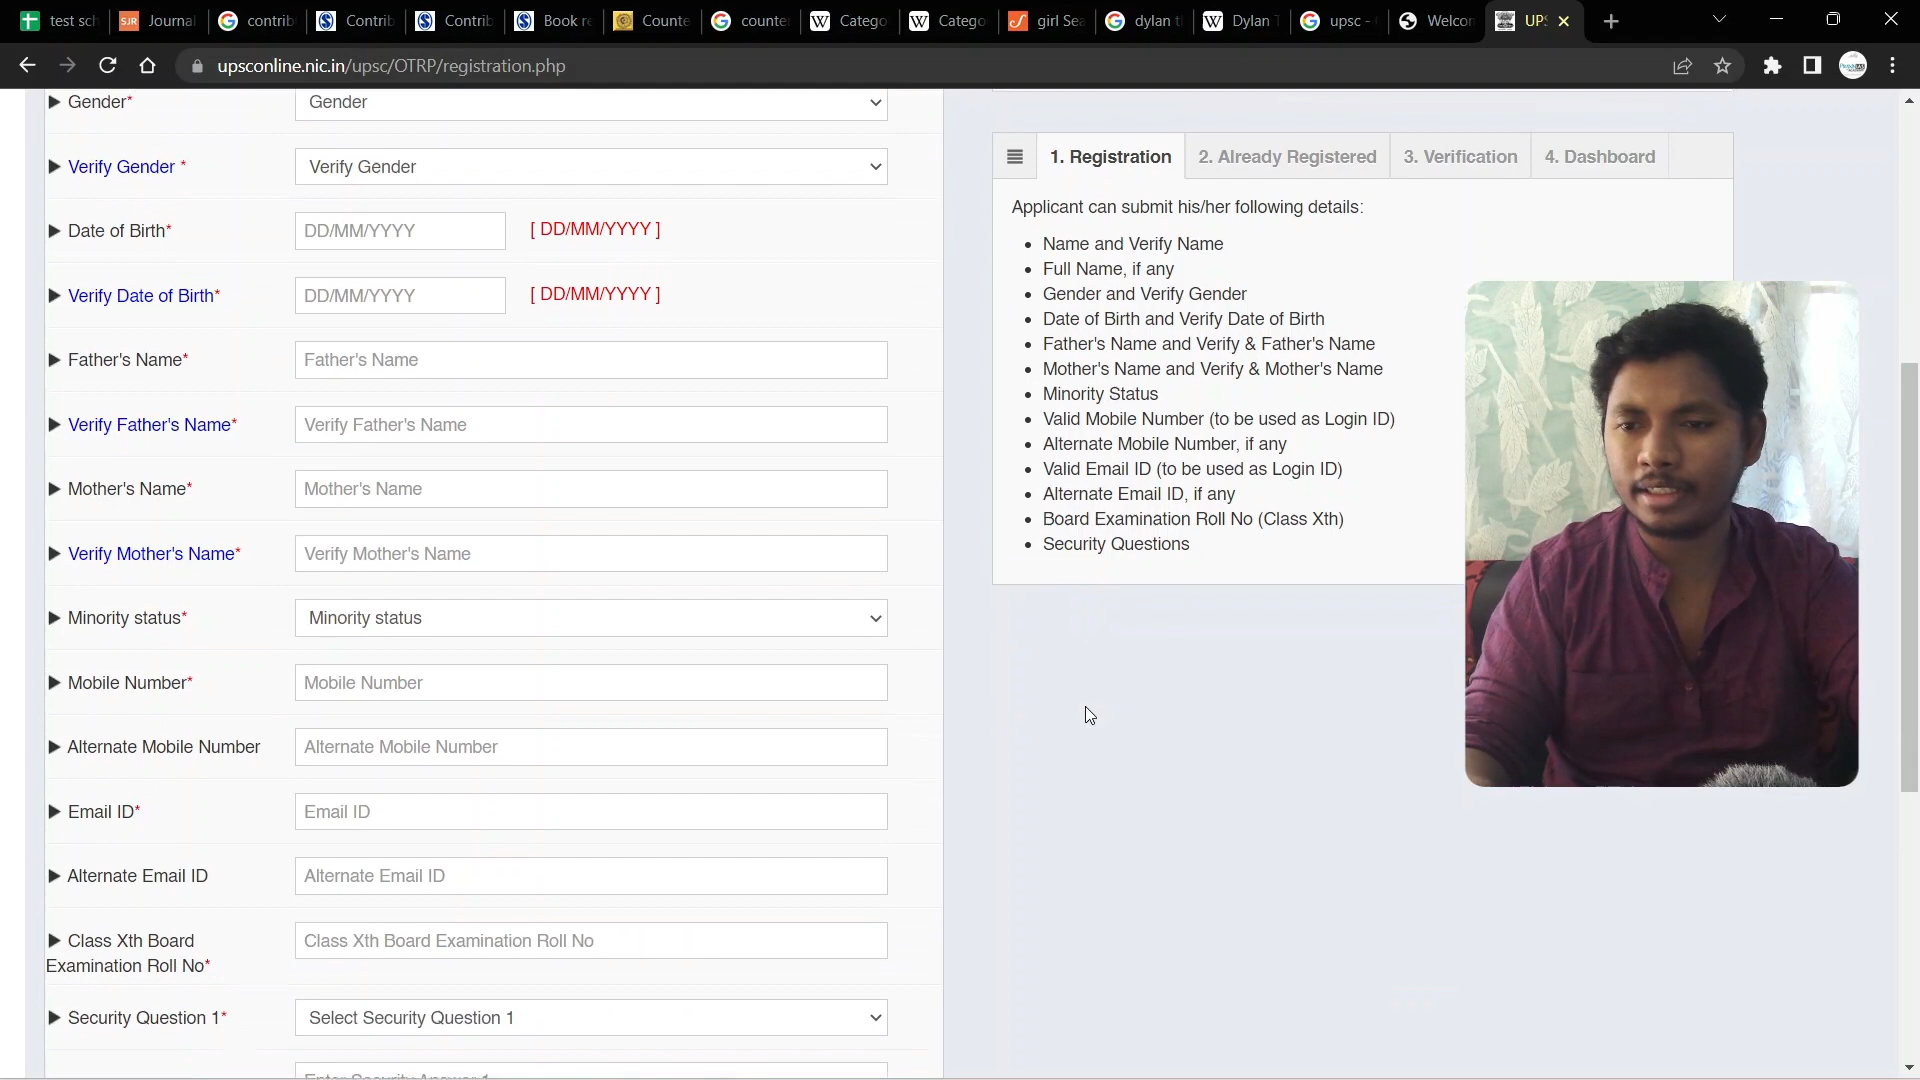 test sch
SJR Journal
contrib
Contrib
Contrib
Book re
Counte
counte
W Catego
W Catego
girl Sea
dylan t
W Dylan T
upsc -
Welcon
UPS
upsconline.nic.in/upsc/OTRP/registration.php
Gender*
Gender
Verify Gender *
Verify Gender
Date of Birth*
DD/MM/YYYY
[ DD/MM/YYYY ]
Verify Date of Birth*
DD/MM/YYYY
[ DD/MM/YYYY ]
Father's Name*
Father's Name
Verify Father's Name*
Verify Father's Name
Mother's Name*
Mother's Name
Verify Mother's Name*
Verify Mother's Name
Minority status*
Minority status
Mobile Number*
Mobile Number
Alternate Mobile Number
Alternate Mobile Number
Email ID*
Email ID
Alternate Email ID
Alternate Email ID
Class Xth Board
Examination Roll No*
Class Xth Board Examination Roll No
Security Question 1*
Select Security Question 1
1. Registration
2. Already Registered
3. Verification
4. Dashboard
Applicant can submit his/her following details:
• Name and Verify Name
• Full Name, if any
• Gender and Verify Gender
• Date of Birth and Verify Date of Birth
• Father's Name and Verify & Father's Name
• Mother's Name and Verify & Mother's Name
• Minority Status
• Valid Mobile Number (to be used as Login ID)
• Alternate Mobile Number, if any
• Valid Email ID (to be used as Login ID)
• Alternate Email ID, if any
• Board Examination Roll No (Class Xth)
• Security Questions